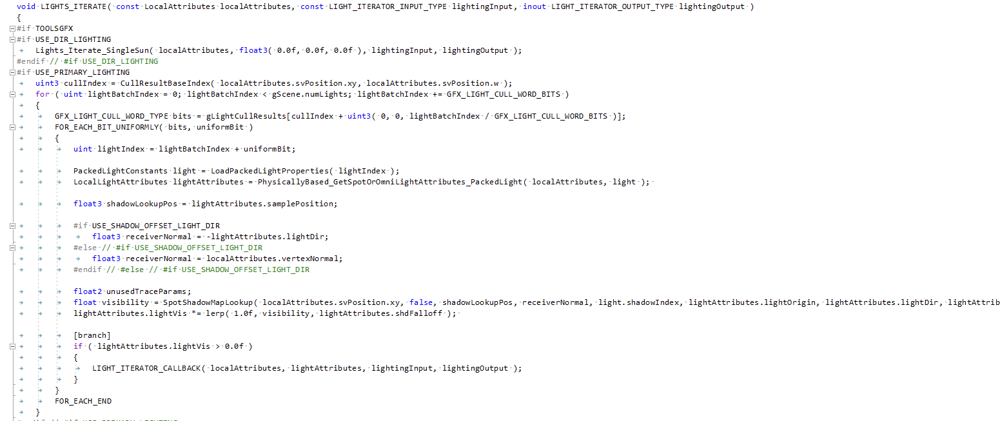 void LIGHTS_ITERATE( const LocalAttributes localAttributes, const LIGHT_ITERATOR_INPUT_TYPE lightingInput, inout LIGHT_ITERATOR_OUTPUT_TYPE lightingOutput )
{
#if TOOLSGFX
#if USE_DIR_LIGHTING
Lights_Iterate_SingleSun( localAttributes, float3( 0.0f, 0.0f, 0.0f ), lightingInput, lightingOutput );
#endif // #if USE_DIR_LIGHTING
#if USE_PRIMARY_LIGHTING
uint3 cullIndex = CullResultBaseIndex( localAttributes.svPosition.xy, localAttributes.svPosition.w );
for ( uint lightBatchIndex = 0; lightBatchIndex < gScene.numLights; lightBatchIndex += GFX_LIGHT_CULL_WORD_BITS )
{
GFX_LIGHT_CULL_WORD_TYPE bits = gLightCullResults[cullIndex + uint3( 0, 0, lightBatchIndex / GFX_LIGHT_CULL_WORD_BITS )];
FOR_EACH_BIT_UNIFORMLY( bits, uniformBit )
{
uint lightIndex = lightBatchIndex + uniformBit;
PackedLightConstants light = LoadPackedLightProperties( lightIndex );
LocalLightAttributes lightAttributes = PhysicallyBased_GetSpotOrOmniLightAttributes_PackedLight( localAttributes, light );
float3 shadowLookupPos = lightAttributes.samplePosition;
#if USE_SHADOW_OFFSET_LIGHT_DIR
float3 receiverNormal = -lightAttributes.lightDir;
#else // #if USE_SHADOW_OFFSET_LIGHT_DIR
float3 receiverNormal = localAttributes.vertexNormal;
#endif // #else // #if USE_SHADOW_OFFSET_LIGHT_DIR
float2 unusedTraceParams;
float visibility = SpotShadowMapLookup( localAttributes.svPosition.xy, false, shadowLookupPos, receiverNormal, light.shadowIndex, lightAttributes.lightOrigin, lightAttributes.lightDir, lightAttrib
lightAttributes.lightVis *= lerp( 1.0f, visibility, lightAttributes.shdFalloff );
[branch]
if ( lightAttributes.lightVis > 0.0f )
{
LIGHT_ITERATOR_CALLBACK( localAttributes, lightAttributes, lightingInput, lightingOutput );
}
}
FOR_EACH_END
}